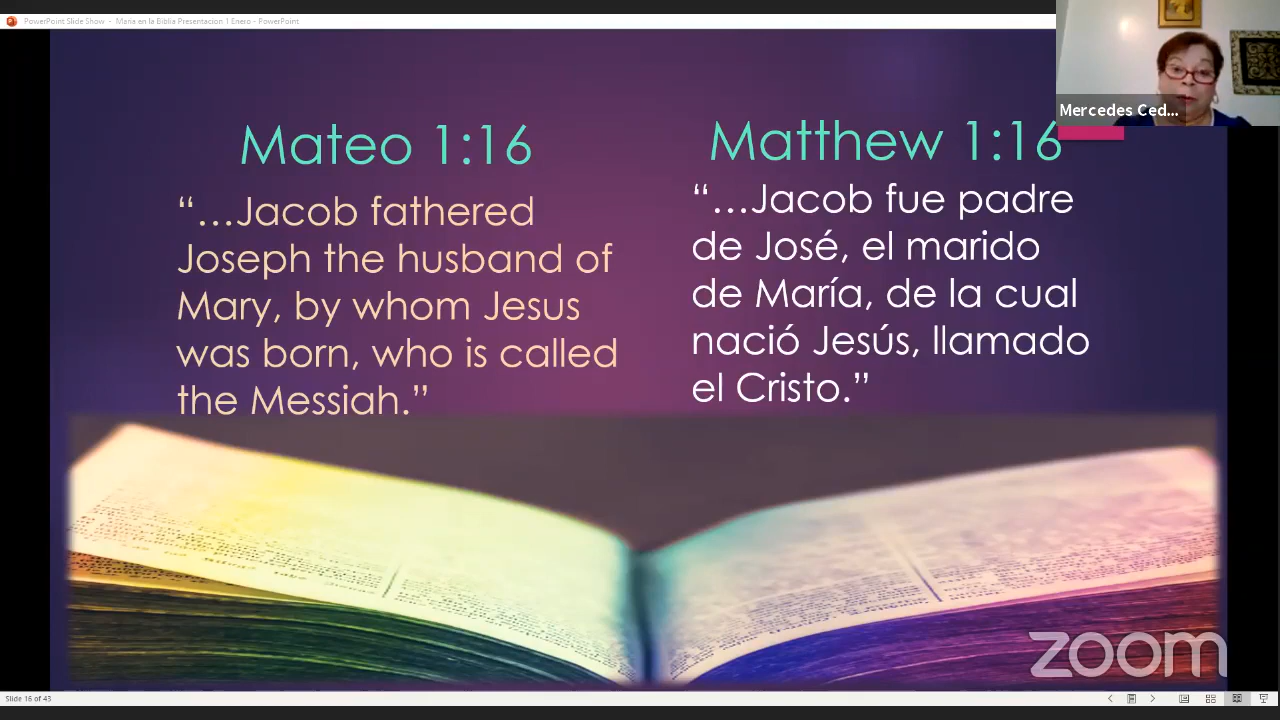 PowerPoint Slide Show - Maria en la Biblia Presentacion 1 Enero - PowerPoint
Mercedes Ced...
Mateo 1:16
“...Jacob fathered
Joseph the husband of
Mary, by whom Jesus
was born, who is called
the Messiah.”
Matthew 1:16
“...Jacob fue padre
de José, el marido
de María, de la cual
nació Jesús, llamado
el Cristo.”
zoom
Slide 16 of 43